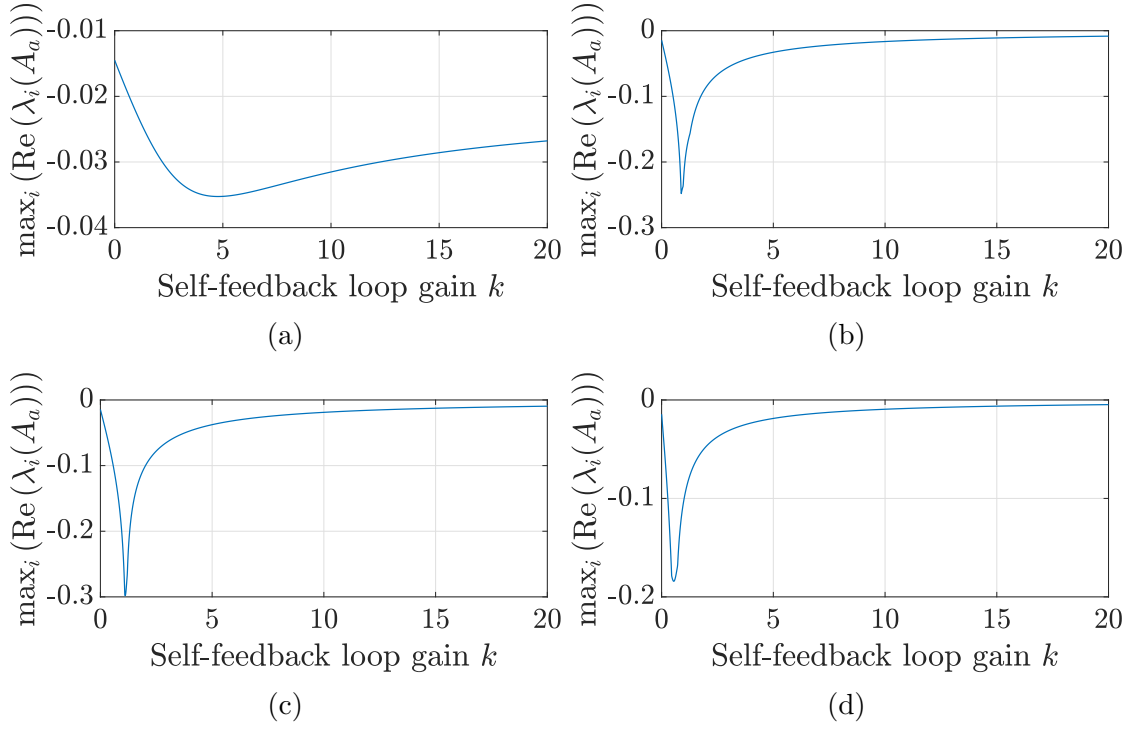 max_i (Re (λ_i(A_a)))
-0.01
-0.02
-0.03
-0.04
0 5 10 15 20
Self-feedback loop gain k
(a)
max_i (Re (λ_i(A_a)))
0
-0.1
-0.2
-0.3
0 5 10 15 20
Self-feedback loop gain k
(b)
max_i (Re (λ_i(A_a)))
0
-0.1
-0.2
-0.3
0 5 10 15 20
Self-feedback loop gain k
(c)
max_i (Re (λ_i(A_a)))
0
-0.1
-0.2
0 5 10 15 20
Self-feedback loop gain k
(d)